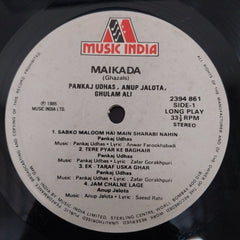 MUSIC INDIA
MAIKADA
(Ghazals)
PANKAJ UDHAS, ANUP JALOTA,
GHULAM ALI
2394 861
SIDE-1
LONG PLAY
33⅓ RPM
STEREO
℗ 1985
MUSIC INDIA LTD.
1. SABKO MALOOM HAI MAIN SHARABI NAHIN
Pankaj Udhas
Music : Pankaj Udhas • Lyric : Anwar Farookhabadi
2. TERE PYAR KE BAGHAIR
Pankaj Udhas
Music : Pankaj Udhas • Lyric : Zafar Gorakhpuri
3. EK TARAF USKA GHAR
Pankaj Udhas
Music : Pankaj Udhas • Lyric : Zafar Gorakhpuri
4. JAM CHALNE LAGE
Anup Jalota
Music : Anup Jalota • Lyric : Saeed Rahi